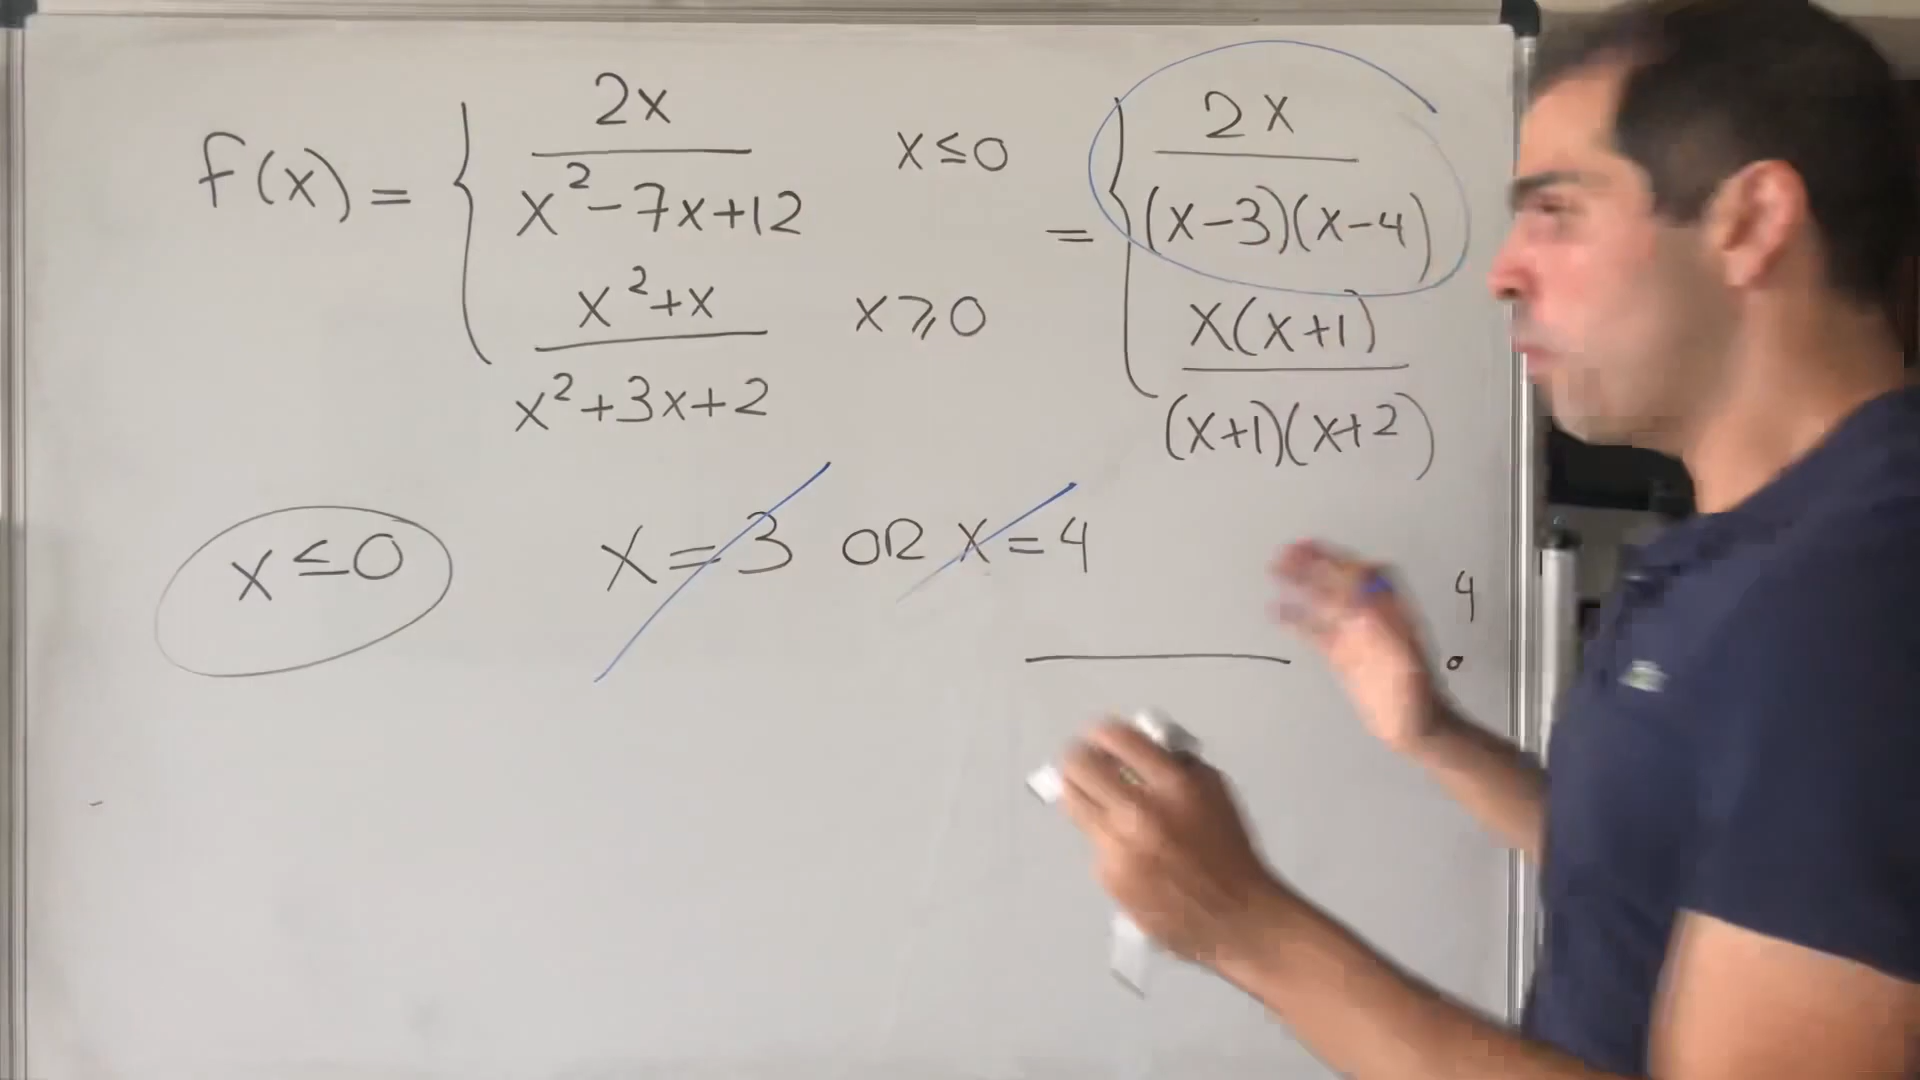 f(x) = { 2x / x² - 7x + 12   x ≤ 0   = { 2x / (x-3)(x-4)
x² + x / x² + 3x + 2   x ⩾ 0   x(x+1) / (x+1)(x+2)
x ≤ 0   x = 3 OR x = 4
4